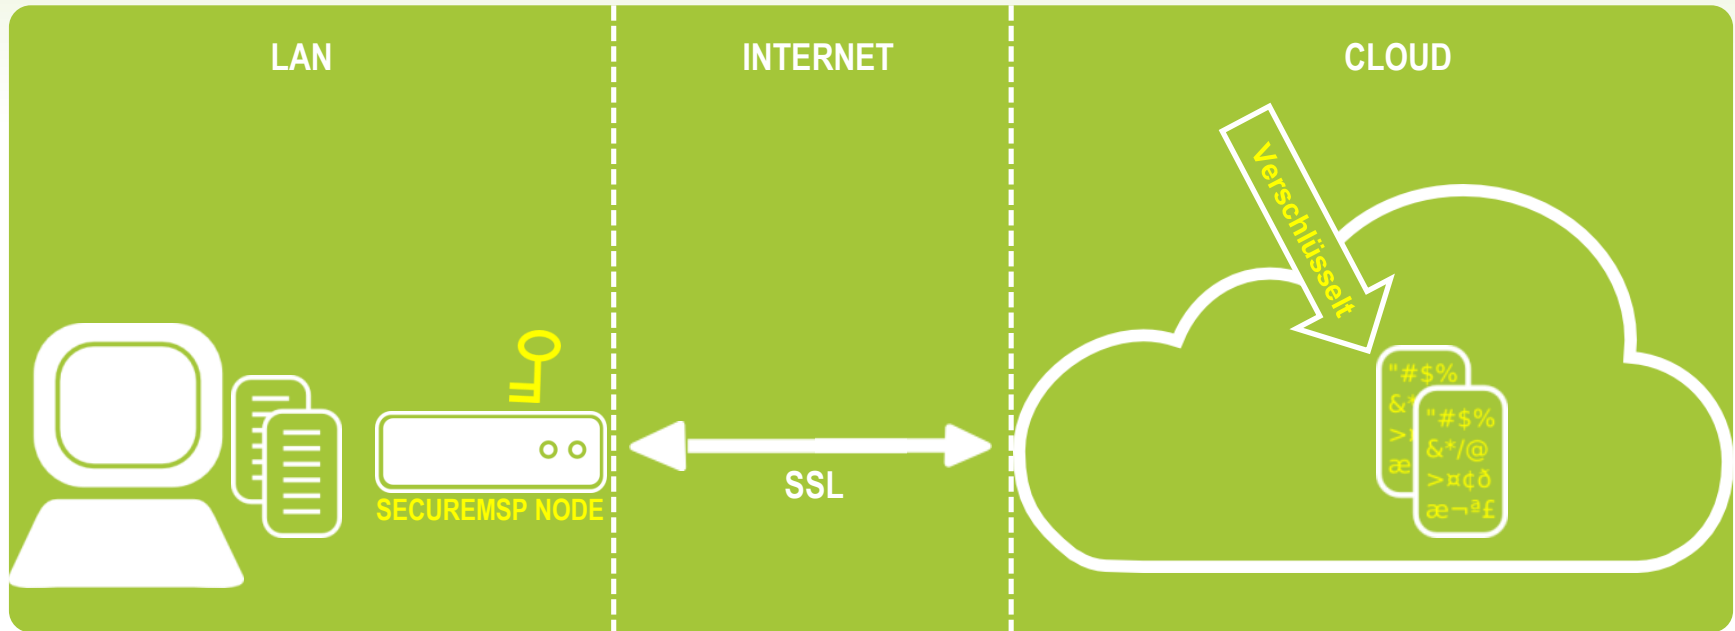 LAN
INTERNET
CLOUD
Verschlüsselt
"#$%
&*
>¤
æ
"#$%
&*/@
>¤¢ð
æ¬ª£
SSL
SECUREMSP NODE